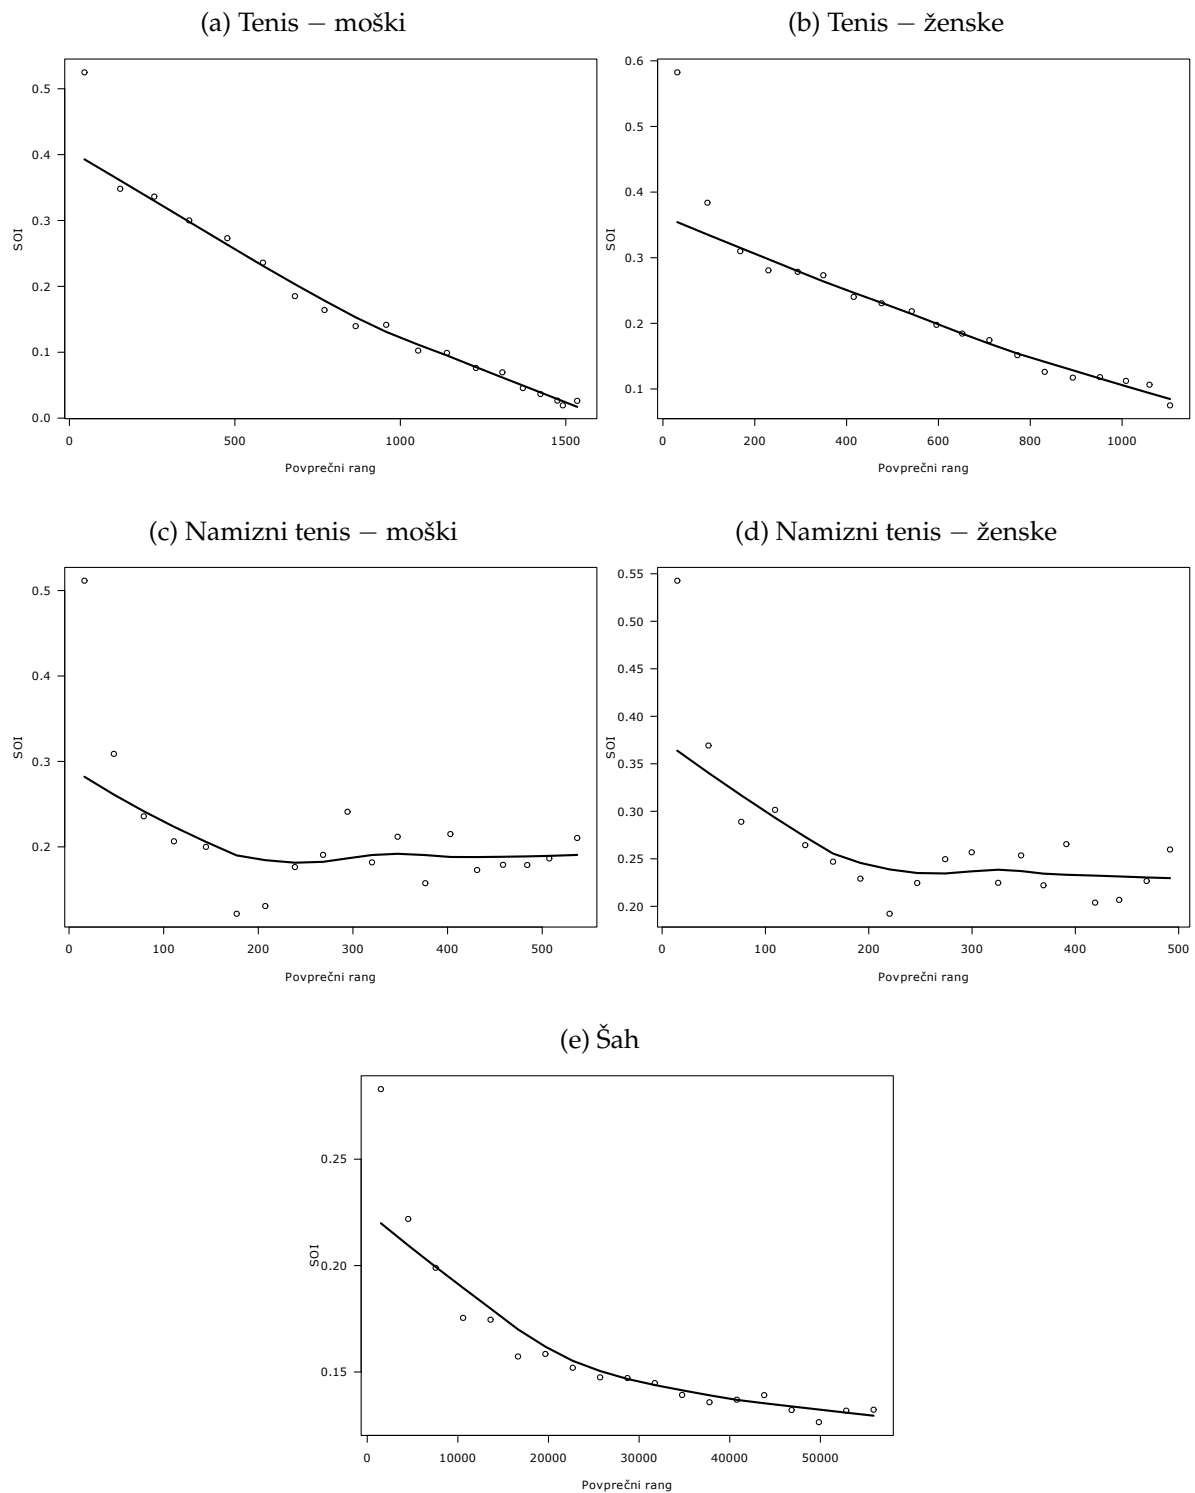 (a) Tenis − moški
0.5
0.4
0.3
0.2
0.1
0.0
SOI
0 500 1000 1500
Povprečni rang
(b) Tenis − ženske
0.6
0.5
0.4
0.3
0.2
0.1
SOI
0 200 400 600 800 1000
Povprečni rang
(c) Namizni tenis − moški
0.5
0.4
0.3
0.2
SOI
0 100 200 300 400 500
Povprečni rang
(d) Namizni tenis − ženske
0.55
0.50
0.45
0.40
0.35
0.30
0.25
0.20
SOI
0 100 200 300 400 500
Povprečni rang
(e) Šah
0.25
0.20
0.15
SOI
0 10000 20000 30000 40000 50000
Povprečni rang